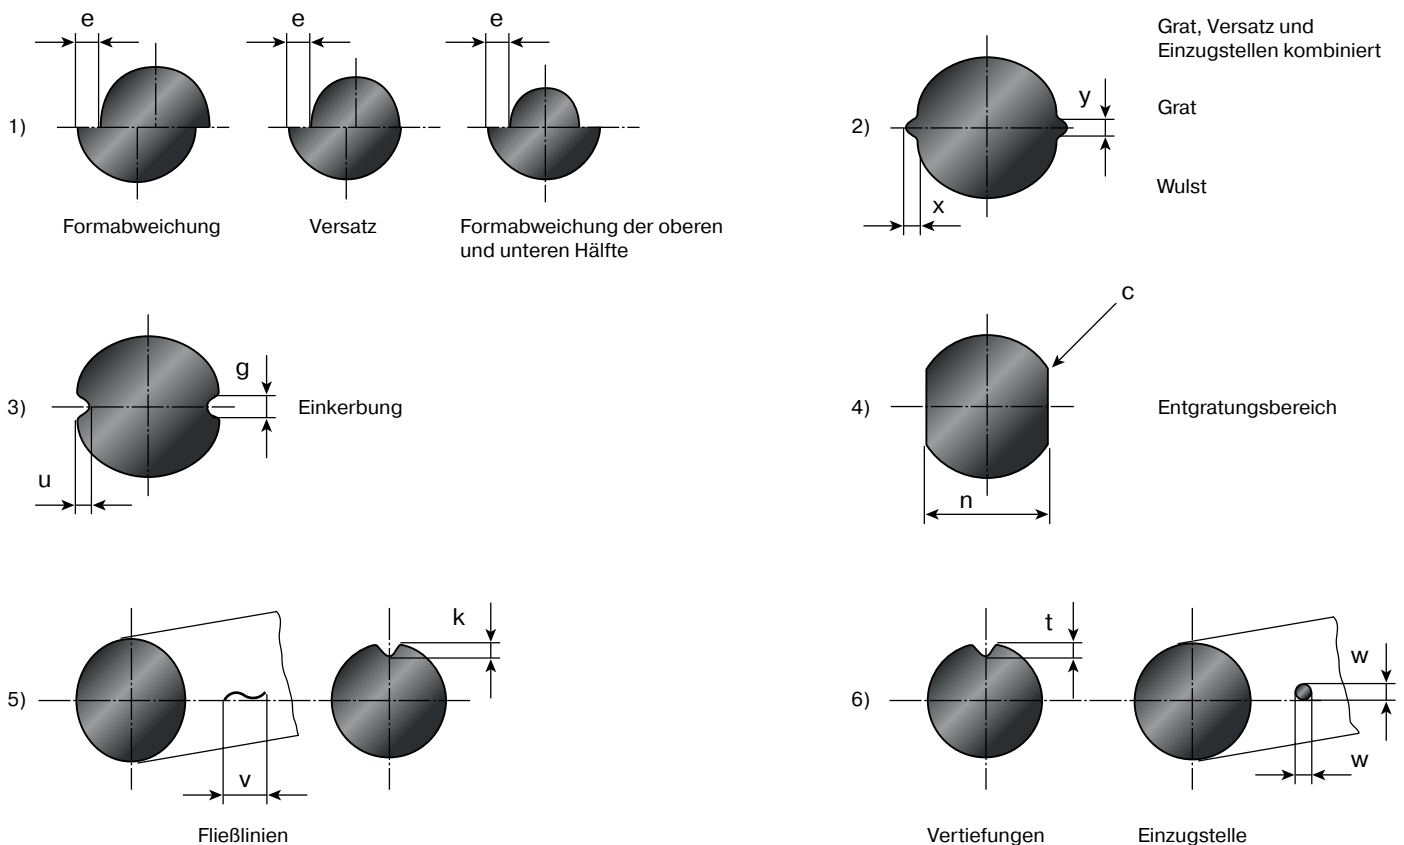 e
e
e
1)
Formabweichung
Versatz
Formabweichung der oberen
und unteren Hälfte
2)
y
x
Grat, Versatz und
Einzugstellen kombiniert
Grat
Wulst
3)
g
u
Einkerbung
4)
c
n
Entgratungsbereich
5)
v
k
Fließlinien
6)
t
w
w
Vertiefungen
Einzugstelle